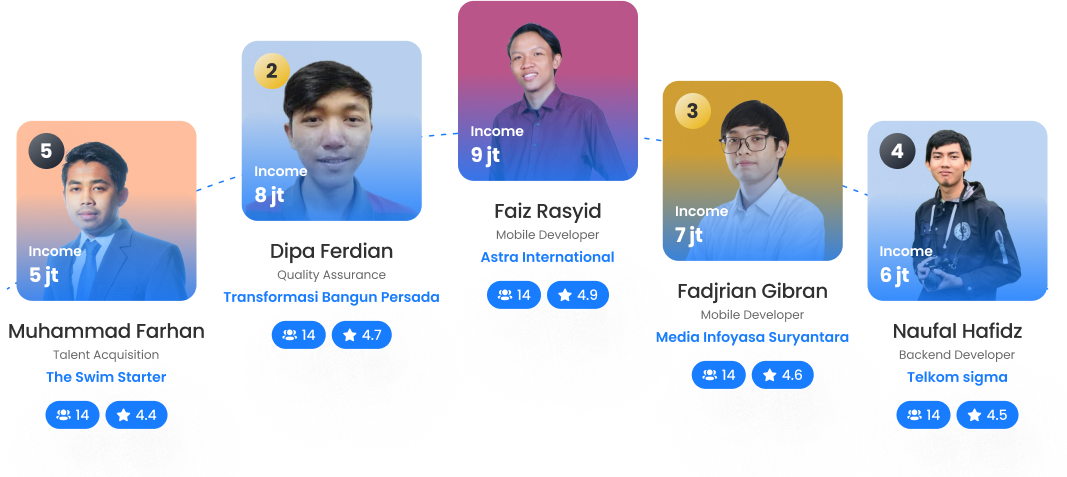 5
Income
5 jt
Muhammad Farhan
Talent Acquisition
The Swim Starter
14
4.4
2
Income
8 jt
Dipa Ferdian
Quality Assurance
Transformasi Bangun Persada
14
4.7
Income
9 jt
Faiz Rasyid
Mobile Developer
Astra International
14
4.9
3
Income
7 jt
Fadjrian Gibran
Mobile Developer
Media Infoyasa Suryantara
14
4.6
4
Income
6 jt
Naufal Hafidz
Backend Developer
Telkom sigma
14
4.5